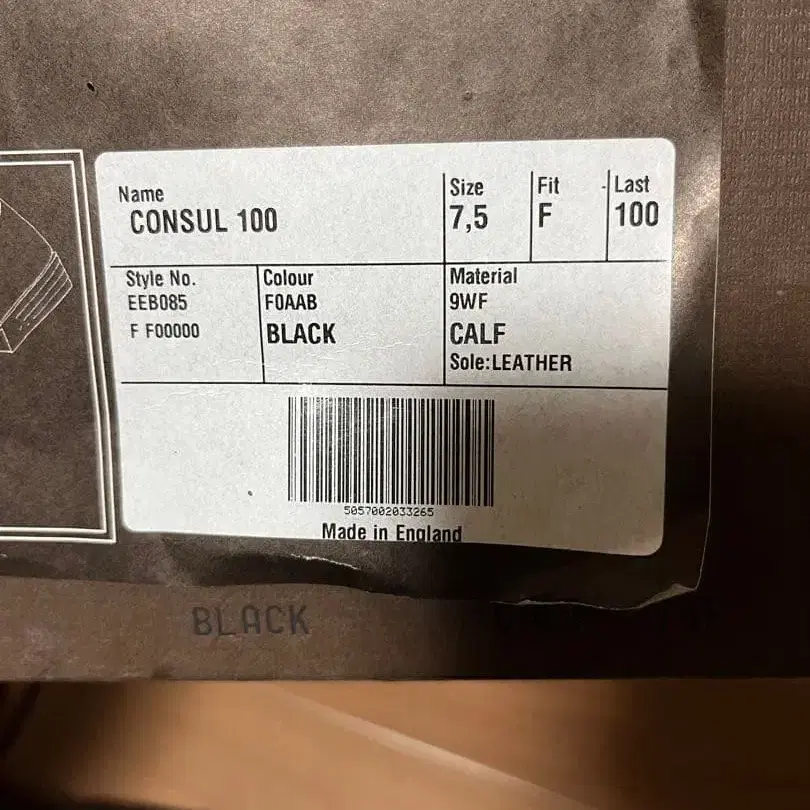 Name
CONSUL 100
Size
7,5
Fit
F
Last
100
Style No.
EEB085
F F00000
Colour
F0AAB
BLACK
Material
9WF
CALF
Sole:LEATHER
5057002033265
Made in England
BLACK